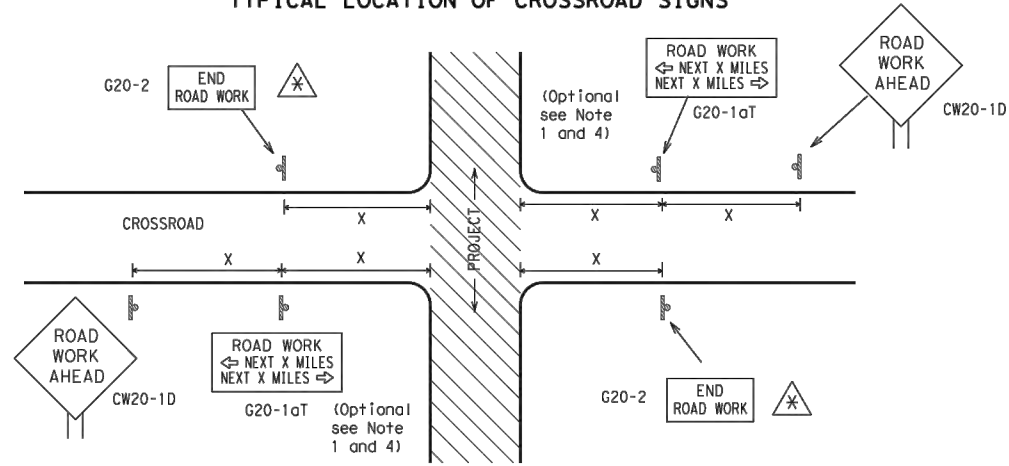 TYPICAL LOCATION OF CROSSROAD SIGNS
G20-2
END
ROAD WORK
*
(Optional
see Note
1 and 4)
ROAD WORK
⇦ NEXT X MILES
NEXT X MILES ⇨
G20-1aT
ROAD
WORK
AHEAD
CW20-1D
X
X
X
CROSSROAD
PROJECT
X
X
X
ROAD
WORK
AHEAD
CW20-1D
ROAD WORK
⇦ NEXT X MILES
NEXT X MILES ⇨
G20-1aT
(Optional
see Note
1 and 4)
G20-2
END
ROAD WORK
*